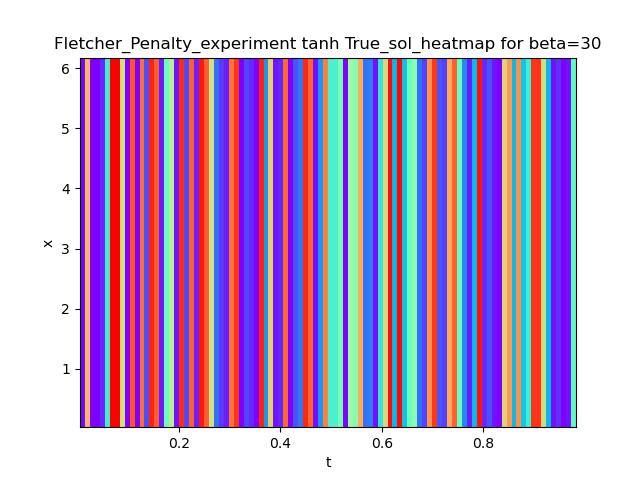 Fletcher_Penalty_experiment tanh True_sol_heatmap for beta=30
6
5
4
3
2
1
x
0.2 0.4 0.6 0.8
t